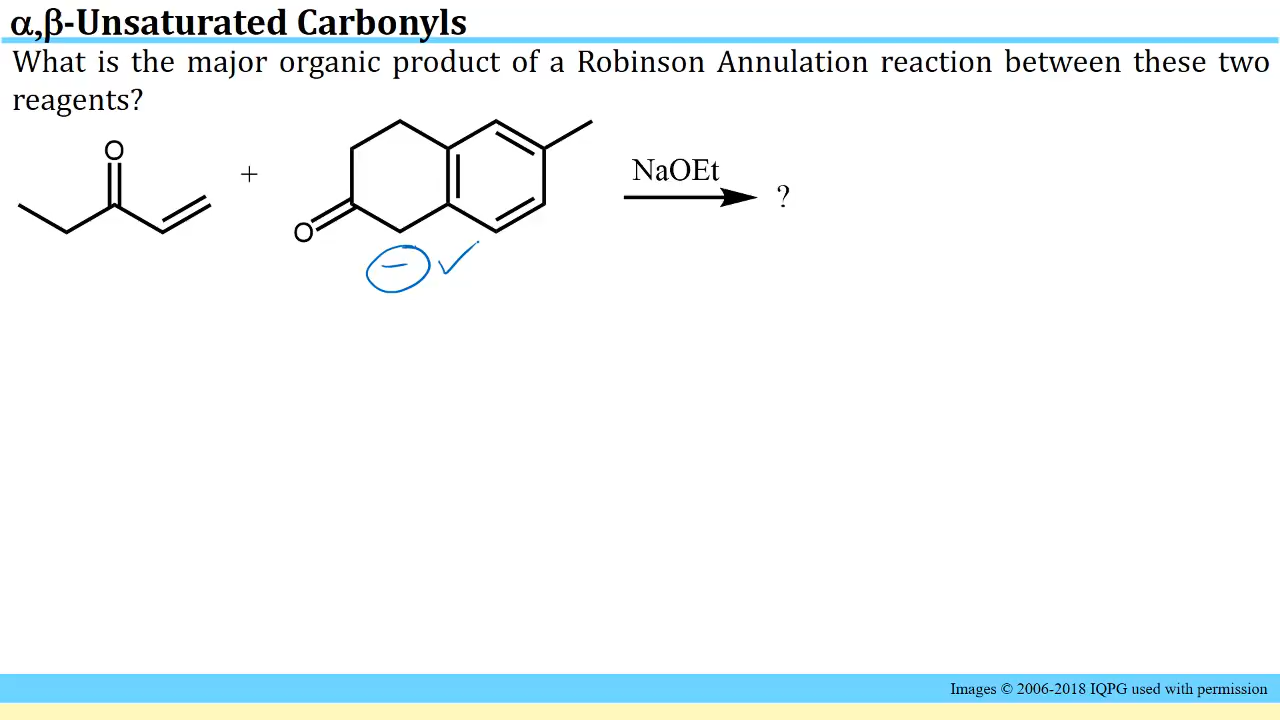 α,β-Unsaturated Carbonyls
What is the major organic product of a Robinson Annulation reaction between these two
reagents?
O
+
O
NaOEt
?
− ✓
Images © 2006-2018 IQPG used with permission